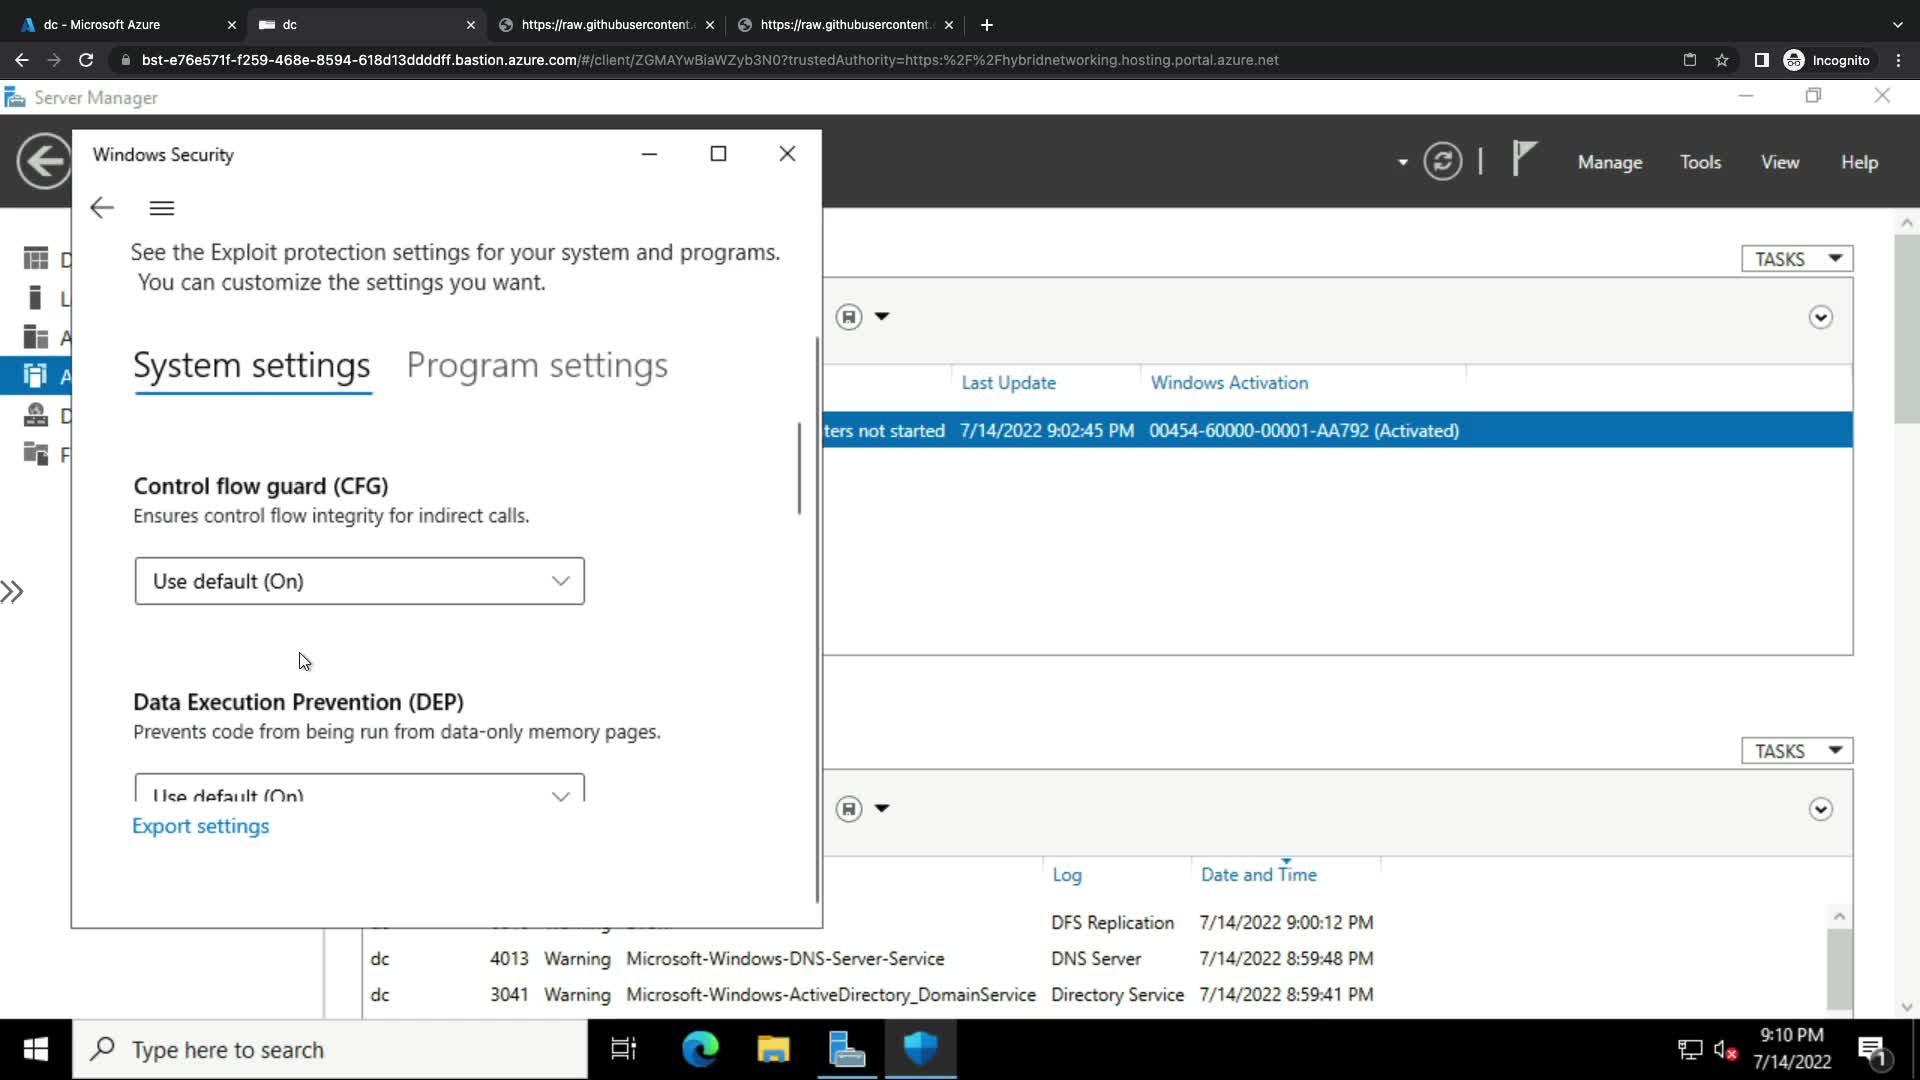 dc - Microsoft Azure
dc
https://raw.githubusercontent.
https://raw.githubusercontent.
bst-e76e571f-f259-468e-8594-618d13ddddff.bastion.azure.com/#/client/ZGMAYwBiaWZyb3N0?trustedAuthority=https:%2F%2Fhybridnetworking.hosting.portal.azure.net
Incognito
Server Manager
Windows Security
Manage
Tools
View
Help
See the Exploit protection settings for your system and programs.
You can customize the settings you want.
D
L
A
A
D
F
TASKS
System settings
Program settings
Last Update
Windows Activation
ters not started
7/14/2022 9:02:45 PM
00454-60000-00001-AA792 (Activated)
Control flow guard (CFG)
Ensures control flow integrity for indirect calls.
Use default (On)
Data Execution Prevention (DEP)
Prevents code from being run from data-only memory pages.
TASKS
Use default (On)
Export settings
Log
Date and Time
DFS Replication 7/14/2022 9:00:12 PM
dc 4013 Warning Microsoft-Windows-DNS-Server-Service DNS Server 7/14/2022 8:59:48 PM
dc 3041 Warning Microsoft-Windows-ActiveDirectory_DomainService Directory Service 7/14/2022 8:59:41 PM
Type here to search
9:10 PM
7/14/2022
1